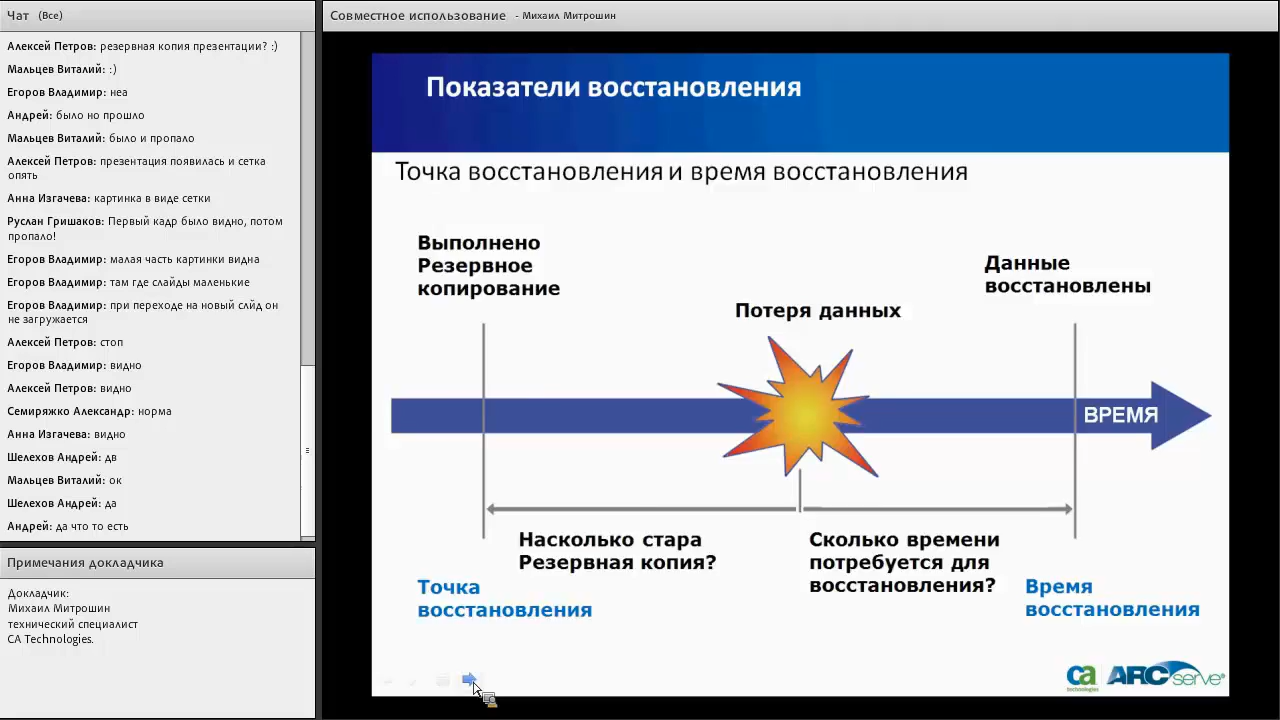 Чат (Все)
Алексей Петров: резервная копия презентации? :)
Мальцев Виталий: :)
Егоров Владимир: неа
Андрей: было но прошло
Мальцев Виталий: было и пропало
Алексей Петров: презентация появилась и сетка
опять
Анна Изгачева: картинка в виде сетки
Руслан Гришаков: Первый кадр было видно, потом
пропало!
Егоров Владимир: малая часть картинки видна
Егоров Владимир: там где слайды маленькие
Егоров Владимир: при переходе на новый слйд он
не загружается
Алексей Петров: стоп
Егоров Владимир: видно
Алексей Петров: видно
Семиряжко Александр: норма
Анна Изгачева: видно
Шелехов Андрей: дв
Мальцев Виталий: ок
Шелехов Андрей: да
Андрей: да что то есть
Примечания докладчика
Докладчик:
Михаил Митрошин
технический специалист
CA Technologies.
Совместное использование - Михаил Митрошин
Показатели восстановления
Точка восстановления и время восстановления
Выполнено
Резервное
копирование
Потеря данных
Данные
восстановлены
ВРЕМЯ
Насколько стара
Резервная копия?
Сколько времени
потребуется для
восстановления?
Точка
восстановления
Время
восстановления
ca
technologies
ARCserve